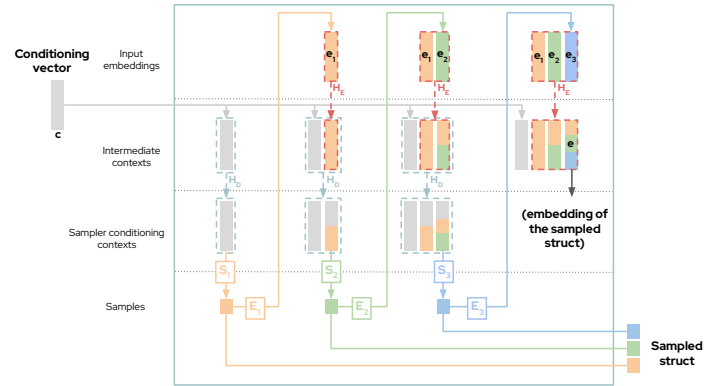 Conditioning
vector
c
Input
embeddings
e1
e1 e2
e1 e2 e3
HE
HE
HE
Intermediate
contexts
e
HD
HD
HD
(embedding of
the sampled
struct)
Sampler conditioning
contexts
S1
S2
S3
Samples
E1
E2
E3
Sampled
struct